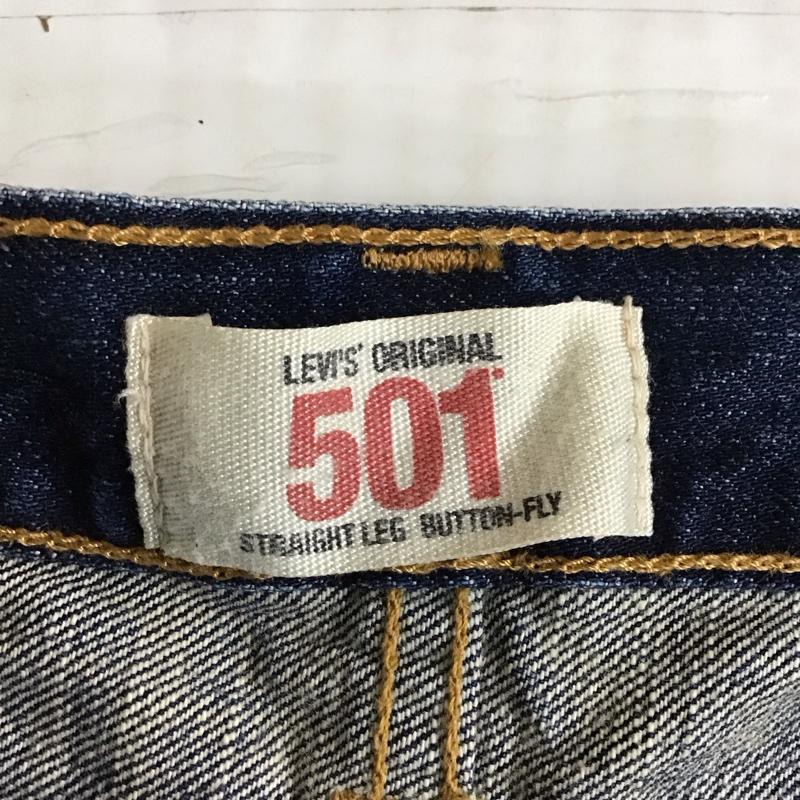 LEVI'S' ORIGINAL
501
STRAIGHT LEG BUTTON-FLY